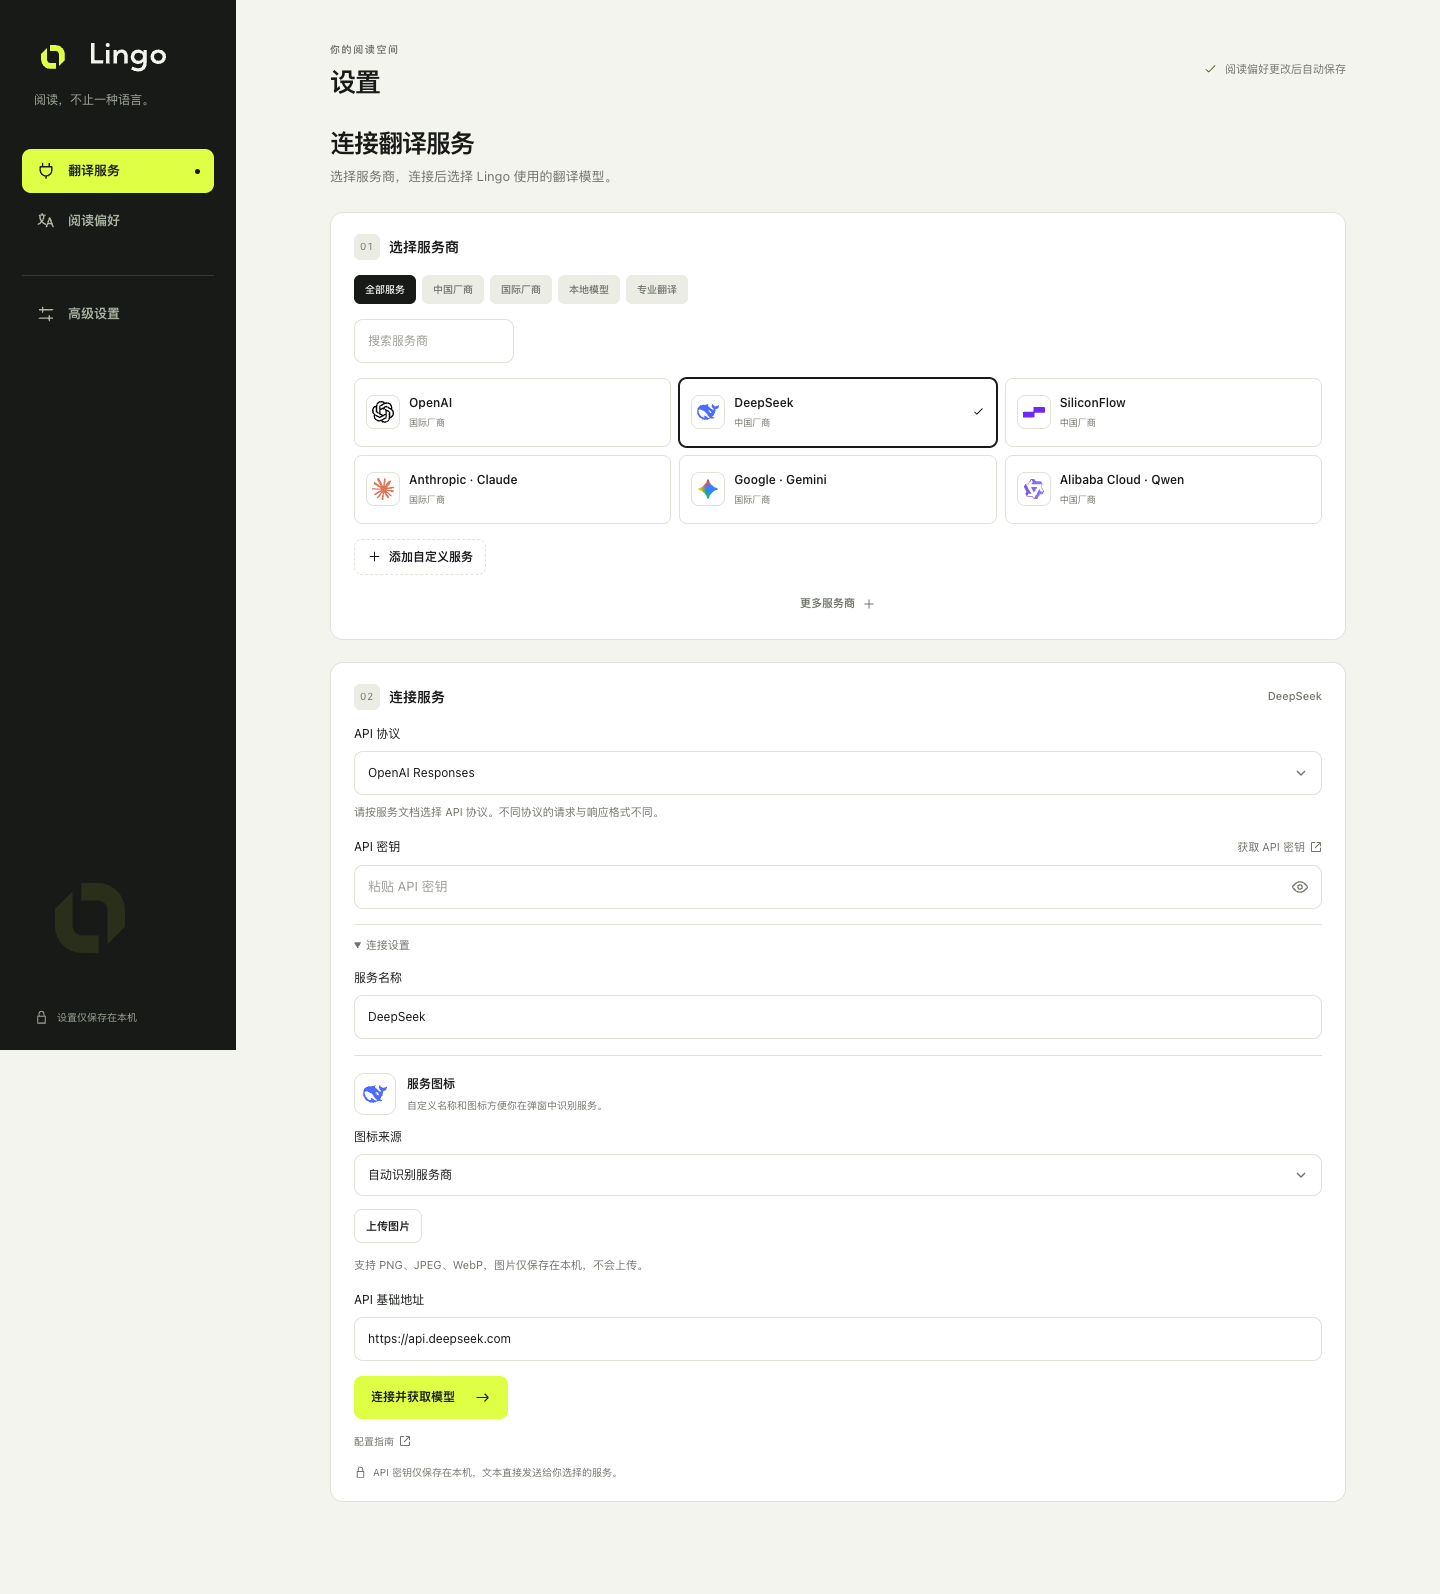 Lingo
阅读，不止一种语言。
翻译服务
阅读偏好
高级设置
设置仅保存在本机
你的阅读空间
设置
阅读偏好更改后自动保存
连接翻译服务
选择服务商，连接后选择 Lingo 使用的翻译模型。
01 选择服务商
全部服务 中国厂商 国际厂商 本地模型 专业翻译
搜索服务商
OpenAI
国际厂商
DeepSeek
中国厂商
SiliconFlow
中国厂商
Anthropic · Claude
国际厂商
Google · Gemini
国际厂商
Alibaba Cloud · Qwen
中国厂商
添加自定义服务
更多服务商
02 连接服务
DeepSeek
API 协议
OpenAI Responses
请按服务文档选择 API 协议。不同协议的请求与响应格式不同。
API 密钥
获取 API 密钥
粘贴 API 密钥
连接设置
服务名称
DeepSeek
服务图标
自定义名称和图标方便你在弹窗中识别服务。
图标来源
自动识别服务商
上传图片
支持 PNG、JPEG、WebP，图片仅保存在本机，不会上传。
API 基础地址
https://api.deepseek.com
连接并获取模型
配置指南
API 密钥仅保存在本机，文本直接发送给你选择的服务。